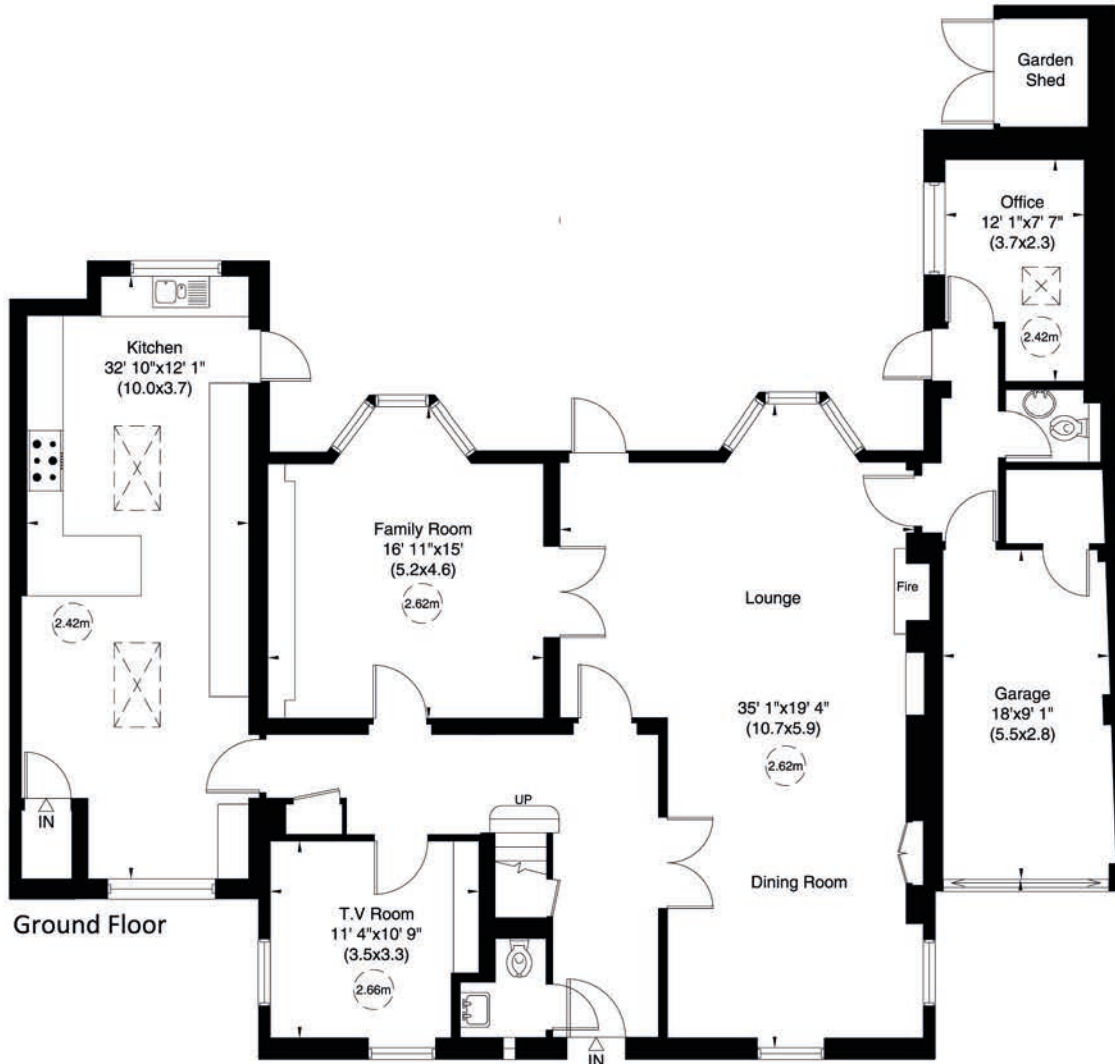 Garden
Shed
Office
12' 1"x7' 7"
(3.7x2.3)
2.42m
Kitchen
32' 10"x12' 1"
(10.0x3.7)
2.42m
Family Room
16' 11"x15'
(5.2x4.6)
2.62m
Lounge
Fire
35' 1"x19' 4"
(10.7x5.9)
2.62m
Dining Room
Garage
18'x9' 1"
(5.5x2.8)
IN
UP
Ground Floor
T.V Room
11' 4"x10' 9"
(3.5x3.3)
2.66m
IN